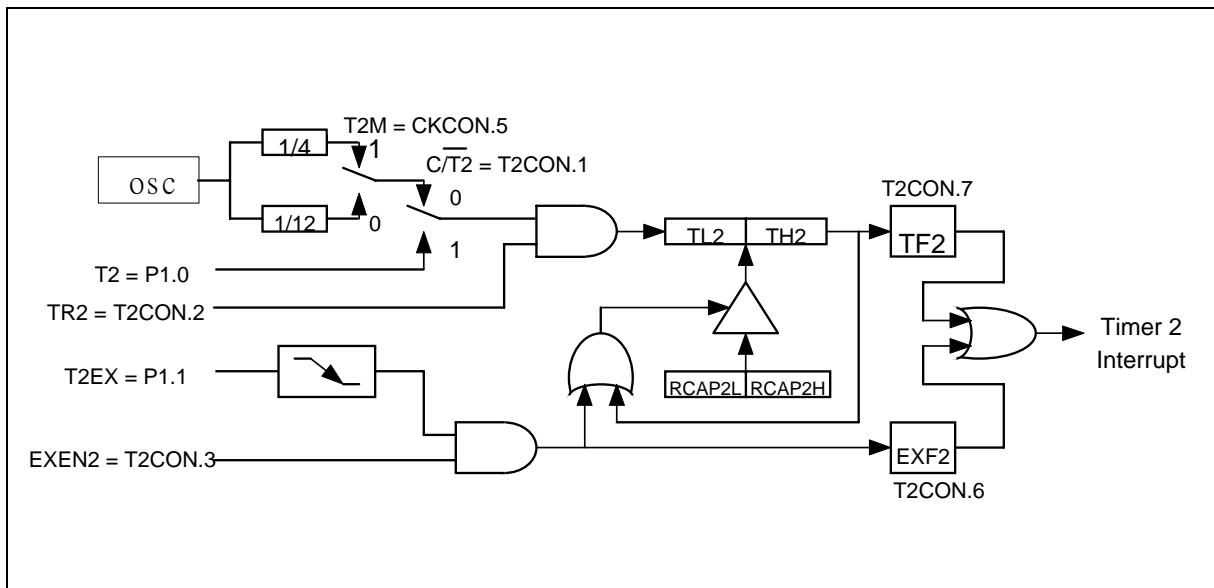 T2M = CKCON.5
1/4
1
C/T2 = T2CON.1
osc
T2CON.7
0
1/12
0
TL2
TH2
TF2
1
T2 = P1.0
TR2 = T2CON.2
Timer 2
Interrupt
T2EX = P1.1
RCAP2L
RCAP2H
EXEN2 = T2CON.3
EXF2
T2CON.6